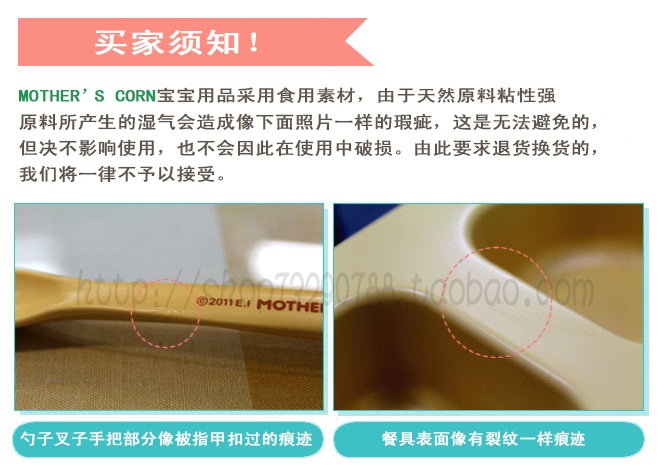 买家须知！
MOTHER'S CORN宝宝用品采用食用素材，由于天然原料粘性强
原料所产生的湿气会造成像下面照片一样的瑕疵，这是无法避免的，
但决不影响使用，也不会因此在使用中破损。由此要求退货换货的，
我们将一律不予以接受。
http://shop72990788.taobao.com
©2011 E.I MOTHER
勺子叉子手把部分像被指甲扣过的痕迹
餐具表面像有裂纹一样痕迹